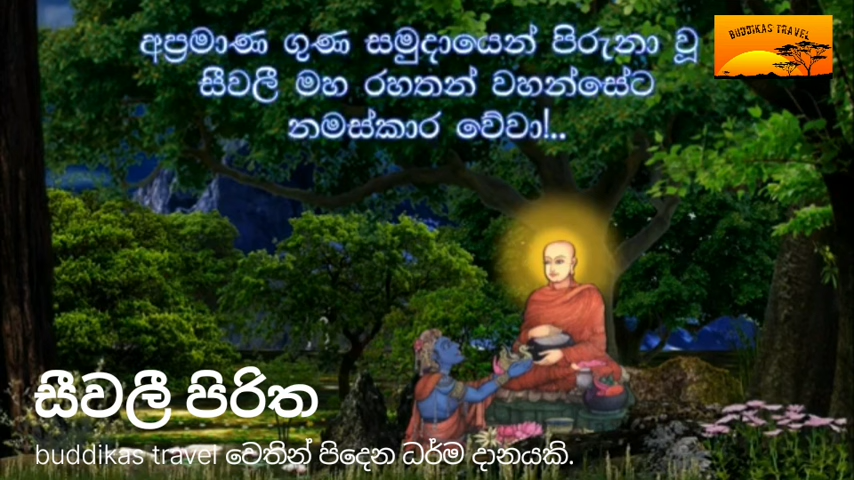 අප්‍රමාණ ගුණ සමුදායෙන් පිරුනා වූ
සීවලී මහ රහතන් වහන්සේට
නමස්කාර වේවා!..
BUDDIKAS TRAVEL
සීවලී පිරිත
buddikas travel වෙතින් පිදෙන ධර්ම දානයකි.